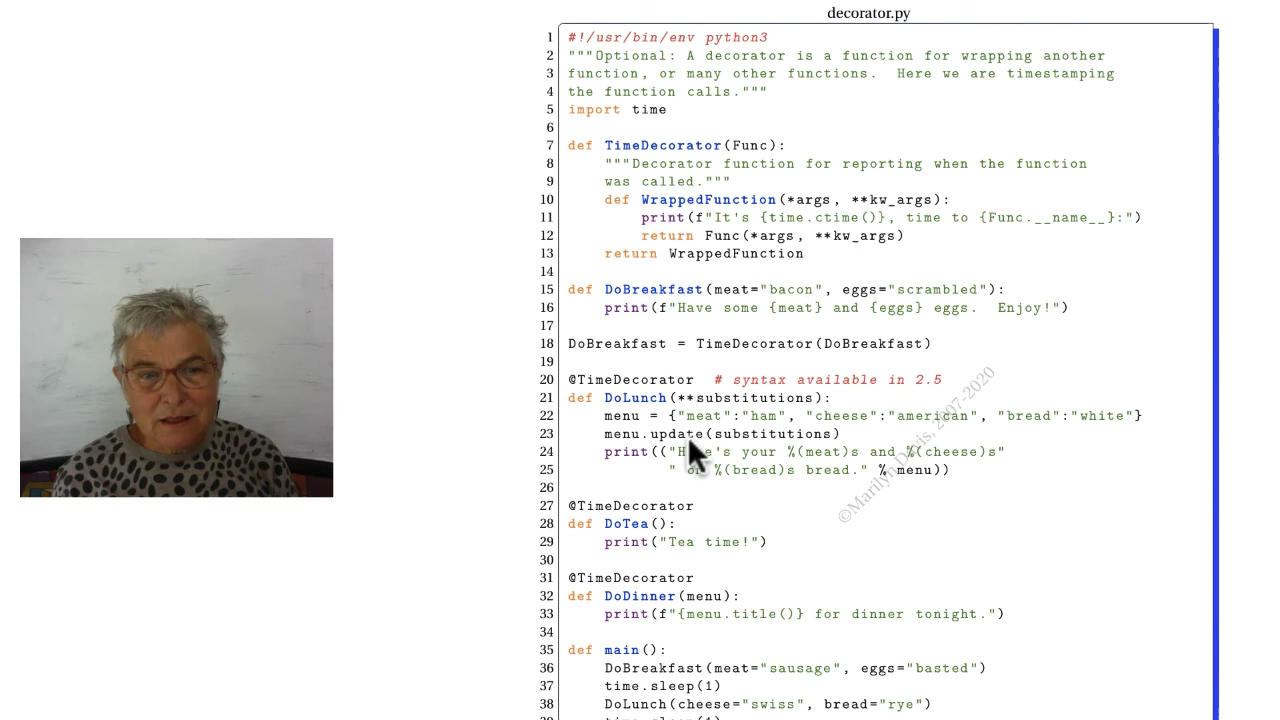 decorator.py
1 #!/usr/bin/env python3
2 """Optional: A decorator is a function for wrapping another
3 function, or many other functions.  Here we are timestamping
4 the function calls."""
5 import time
6
7 def TimeDecorator(Func):
8     """Decorator function for reporting when the function
9     was called."""
10     def WrappedFunction(*args, **kw_args):
11         print(f"It's {time.ctime()}, time to {Func.__name__}:")
12         return Func(*args, **kw_args)
13     return WrappedFunction
14
15 def DoBreakfast(meat="bacon", eggs="scrambled"):
16     print(f"Have some {meat} and {eggs} eggs.  Enjoy!")
17
18 DoBreakfast = TimeDecorator(DoBreakfast)
19
20 @TimeDecorator  # syntax available in 2.5
21 def DoLunch(**substitutions):
22     menu = {"meat":"ham", "cheese":"american", "bread":"white"}
23     menu.update(substitutions)
24     print(("Here's your %(meat)s and %(cheese)s"
25            " on %(bread)s bread." % menu))
26
27 @TimeDecorator
28 def DoTea():
29     print("Tea time!")
30
31 @TimeDecorator
32 def DoDinner(menu):
33     print(f"{menu.title()} for dinner tonight.")
34
35 def main():
36     DoBreakfast(meat="sausage", eggs="basted")
37     time.sleep(1)
38     DoLunch(cheese="swiss", bread="rye")
©Marilyn Davis, 2007-2020